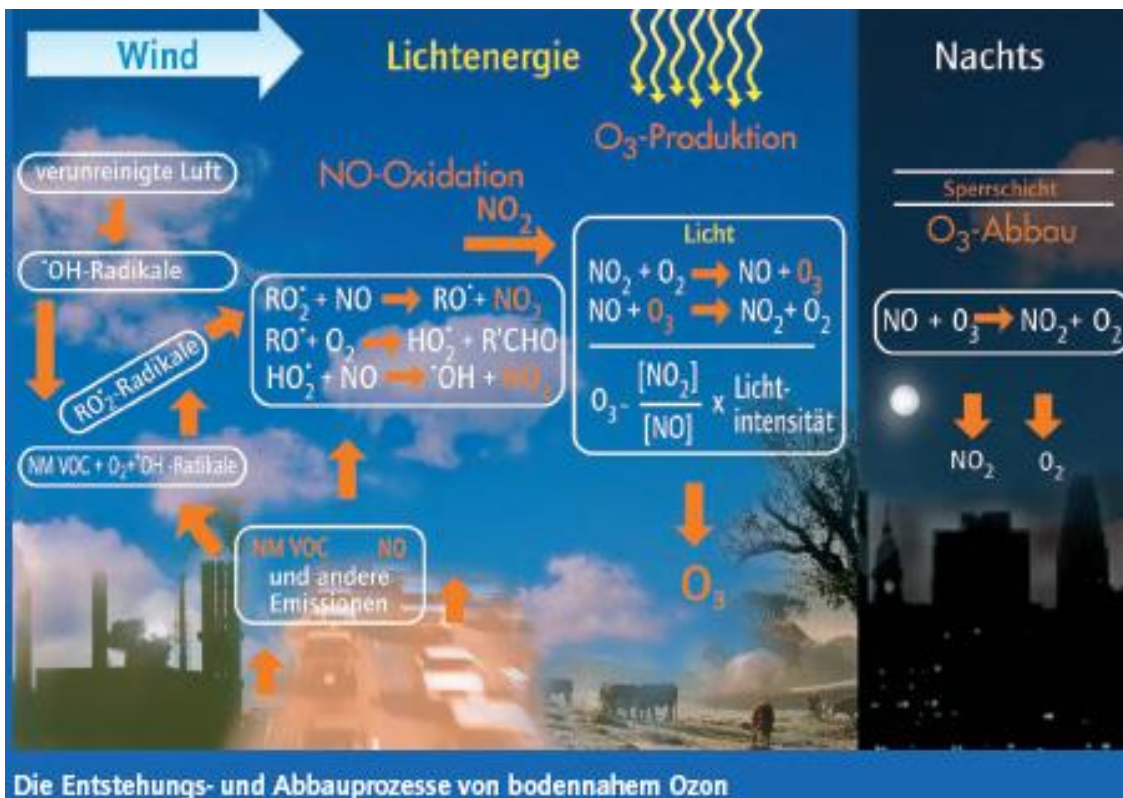 Wind
Lichtenergie
Nachts
O₃-Produktion
verunreinigte Luft
NO-Oxidation
NO₂
Sperrschicht
O₃-Abbau
˙OH-Radikale
Licht
NO₂ + O₂ → NO + O₃
NO + O₃ → NO₂ + O₂
RO₂˙ + NO → RO˙ + NO₂
RO˙ + O₂ → HO₂˙ + R'CHO
HO₂˙ + NO → ˙OH + NO₂
NO + O₃ → NO₂ + O₂
RO₂˙-Radikale
O₃ - [NO₂] / [NO] x Licht-
intensität
NM VOC + O₂ + ˙OH -Radikale
NO₂ O₂
NM VOC NO
und andere
Emissionen
O₃
Die Entstehungs- und Abbauprozesse von bodennahem Ozon